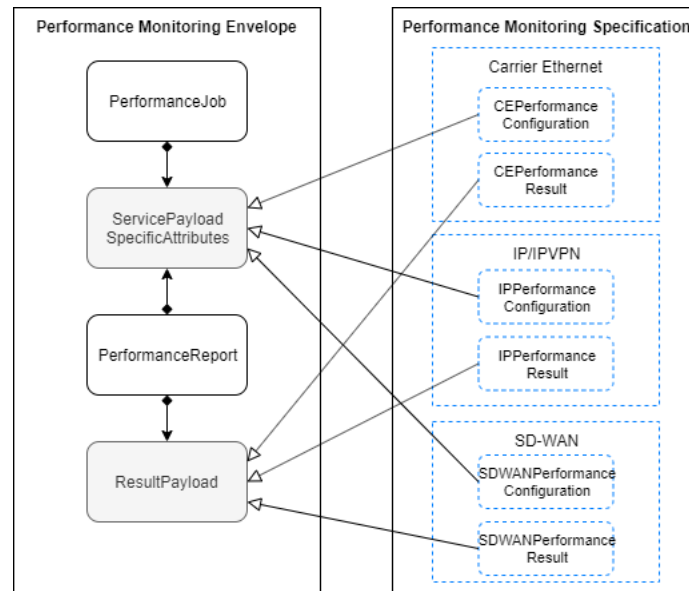 Performance Monitoring Envelope
PerformanceJob
ServicePayload
SpecificAttributes
PerformanceReport
ResultPayload
Performance Monitoring Specification
Carrier Ethernet
CEPerformance
Configuration
CEPerformance
Result
IP/IPVPN
IPPerformance
Configuration
IPPerformance
Result
SD-WAN
SDWANPerformance
Configuration
SDWANPerformance
Result